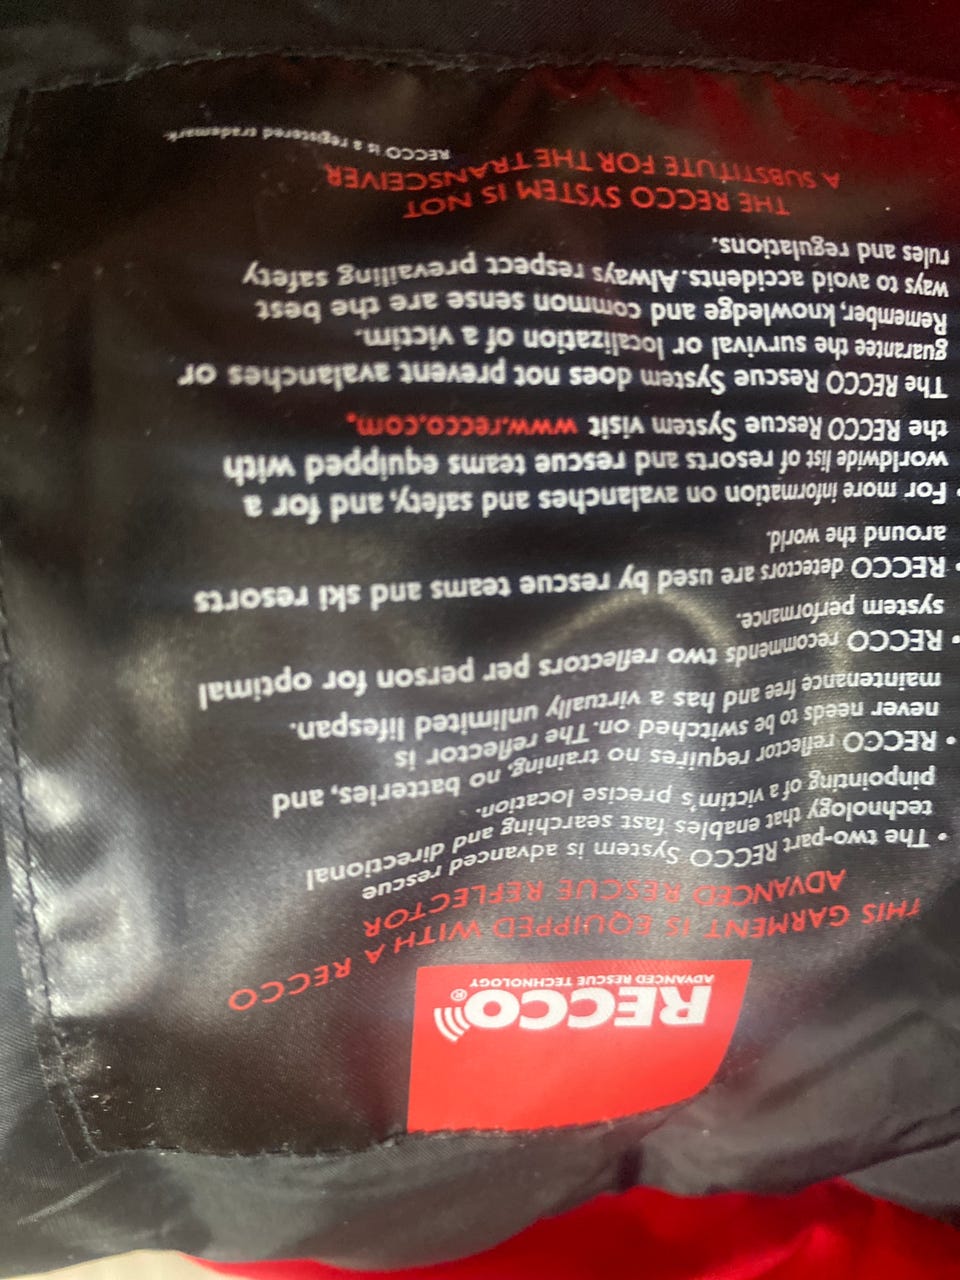 RECCO®
ADVANCED RESCUE TECHNOLOGY
THIS GARMENT IS EQUIPPED WITH A RECCO
ADVANCED RESCUE REFLECTOR
• The two-part RECCO System is advanced rescue
technology that enables fast searching and directional
pinpointing of a victim's precise location.
• RECCO reflector requires no training, no batteries, and
never needs to be switched on. The reflector is
maintenance free and has a virtually unlimited lifespan.
• RECCO recommends two reflectors per person for optimal
system performance.
• RECCO detectors are used by rescue teams and ski resorts
around the world.
• For more information on avalanches and safety, and for a
worldwide list of resorts and rescue teams equipped with
the RECCO Rescue System visit www.recco.com.
The RECCO Rescue System does not prevent avalanches or
guarantee the survival or localization of a victim.
Remember, knowledge and common sense are the best
ways to avoid accidents. Always respect prevailing safety
rules and regulations.
THE RECCO SYSTEM IS NOT
A SUBSTITUTE FOR THE TRANSCEIVER
RECCO is a registered trademark.